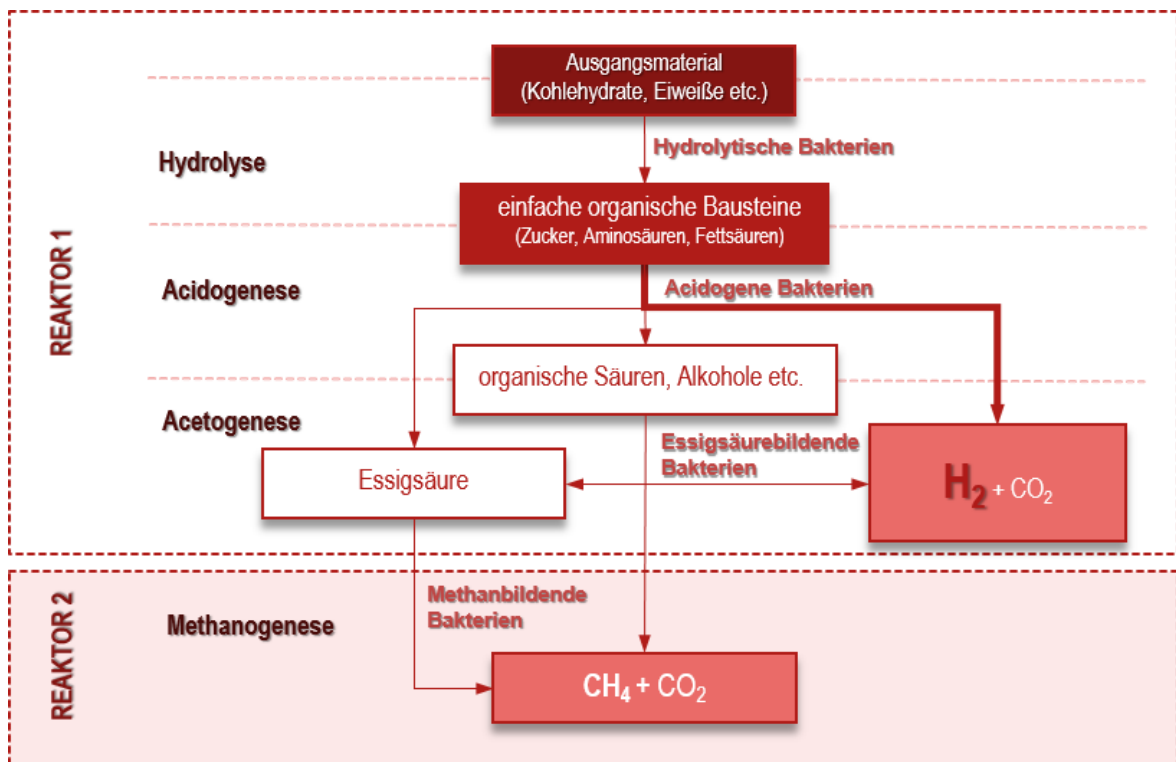 REAKTOR 1
Ausgangsmaterial
(Kohlehydrate, Eiweiße etc.)
Hydrolytische Bakterien
Hydrolyse
einfache organische Bausteine
(Zucker, Aminosäuren, Fettsäuren)
Acidogene Bakterien
Acidogenese
organische Säuren, Alkohole etc.
Acetogenese
Essigsäurebildende
Bakterien
Essigsäure
H₂ + CO₂
REAKTOR 2
Methanbildende
Bakterien
Methanogenese
CH₄ + CO₂